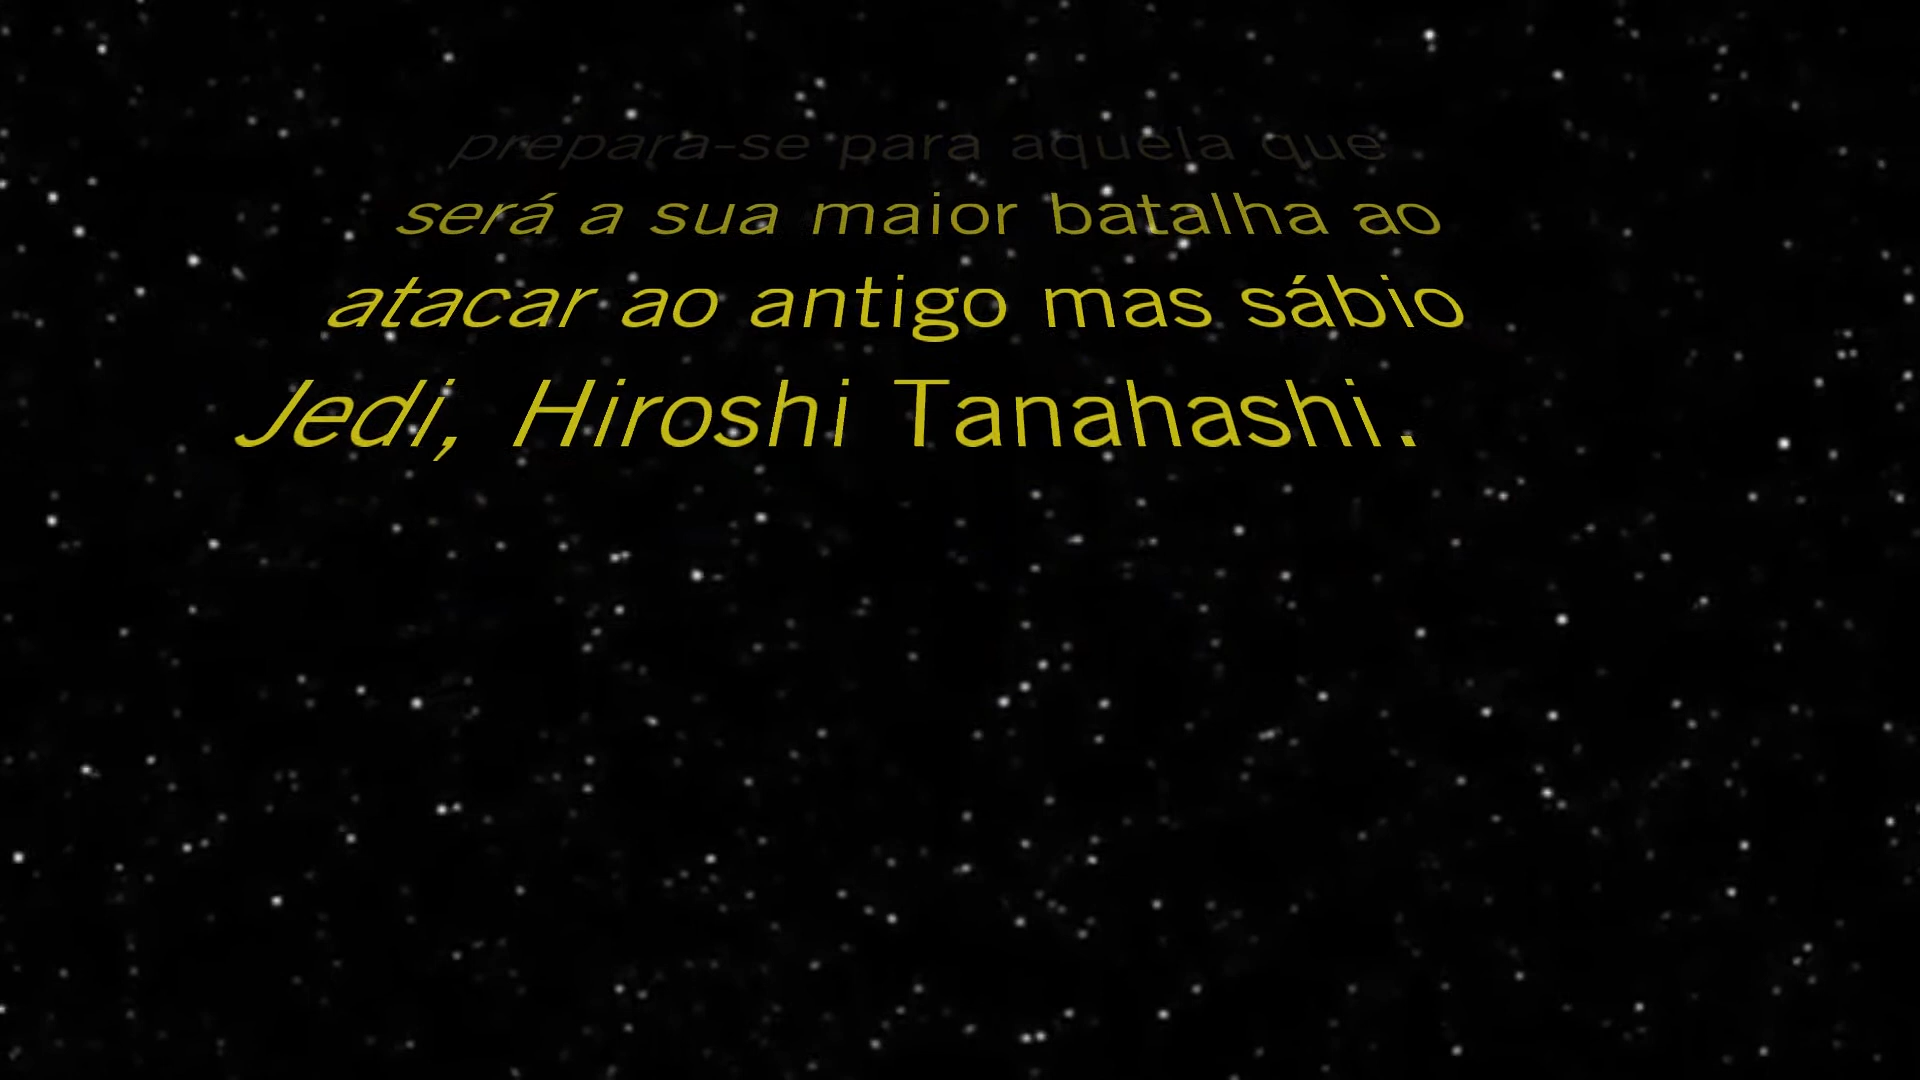 prepara-se para aquela que
será a sua maior batalha ao
atacar ao antigo mas sábio
Jedi, Hiroshi Tanahashi.